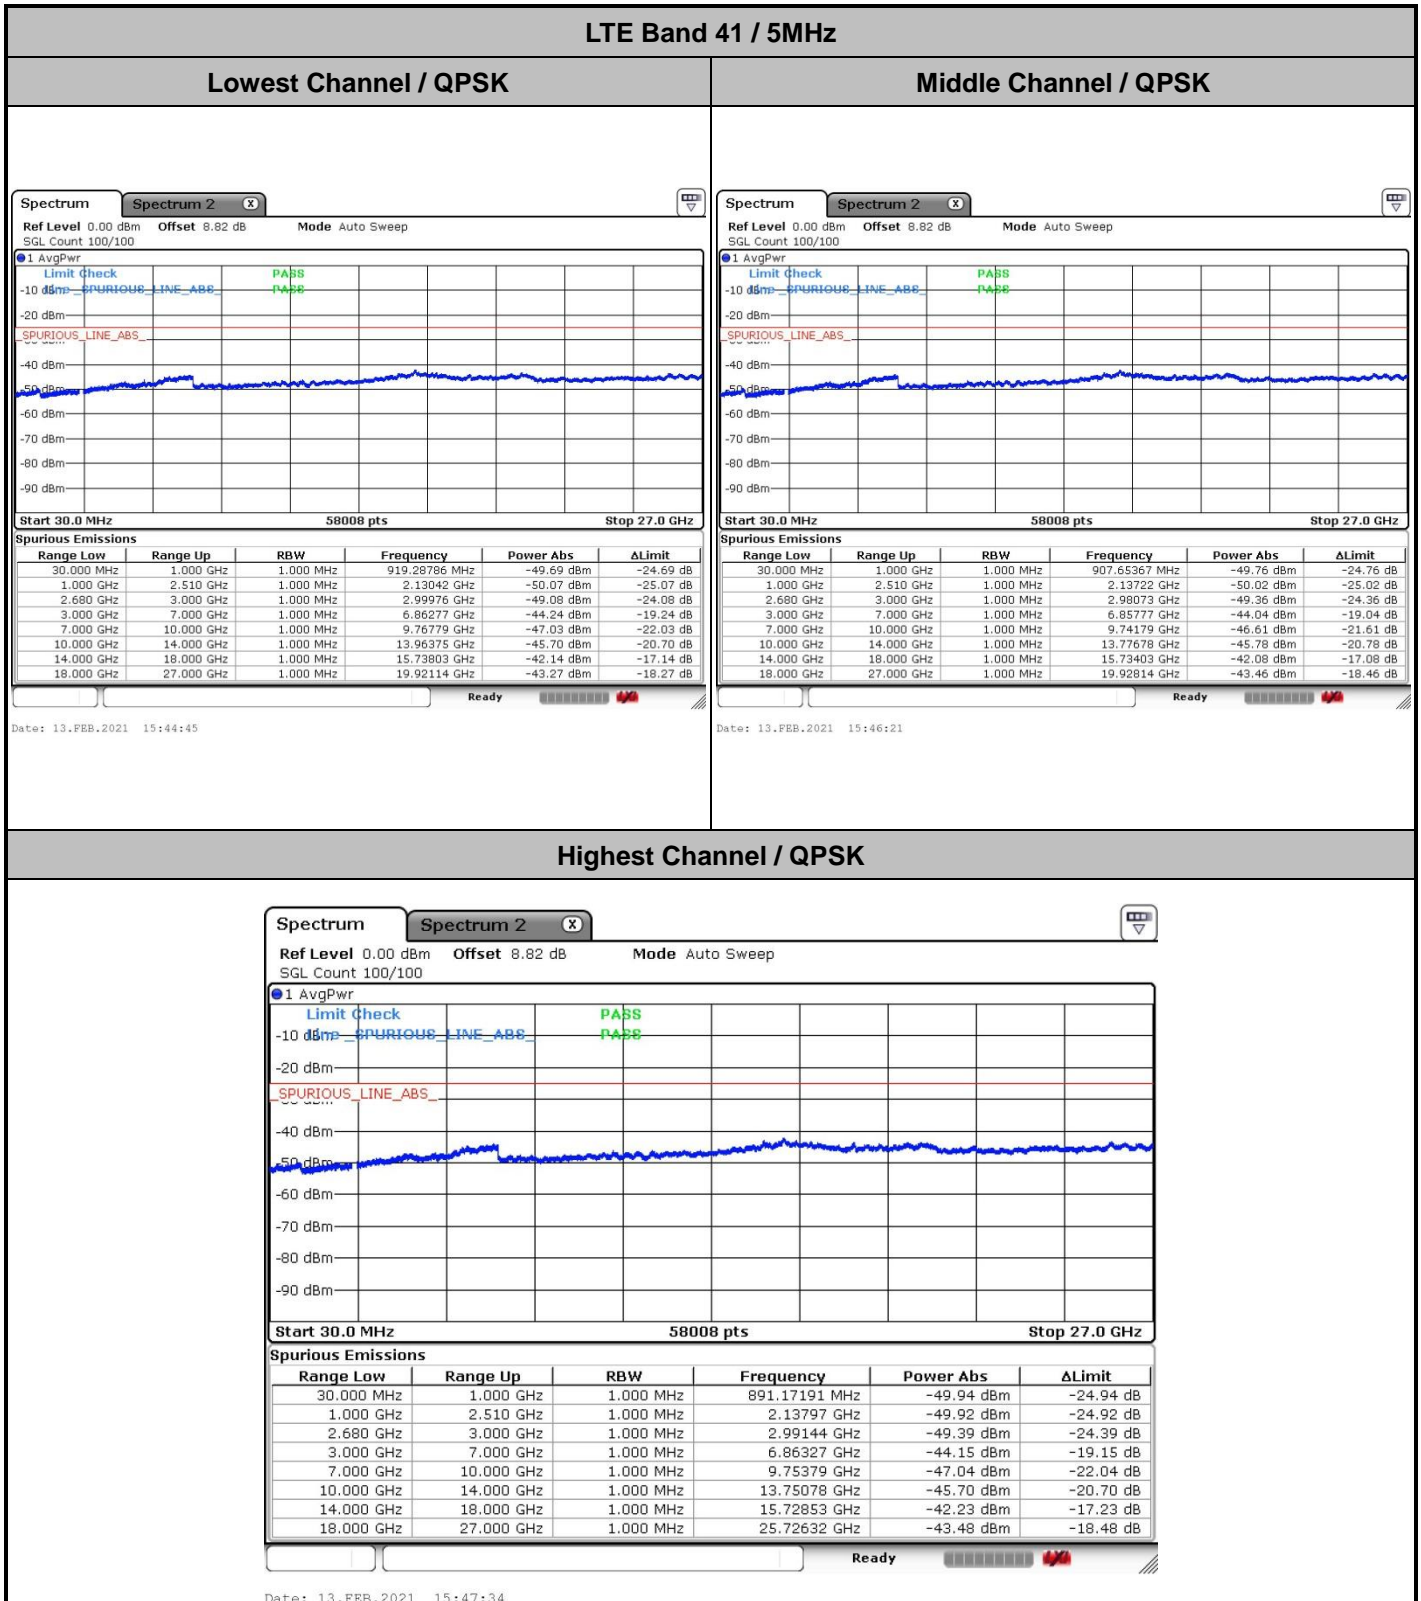 LTE Band 41 / 5MHz
Lowest Channel / QPSK
Middle Channel / QPSK
Spectrum
Spectrum 2
Ref Level 0.00 dBm Offset 8.82 dB Mode Auto Sweep
SGL Count 100/100
1 AvgPwr
Limit Check PASS
Line _SPURIOUS_LINE_ABS_ PASS
-10 dBm
-20 dBm
_SPURIOUS_LINE_ABS_
-40 dBm
-50 dBm
-60 dBm
-70 dBm
-80 dBm
-90 dBm
Start 30.0 MHz 58008 pts Stop 27.0 GHz
Spurious Emissions
Range Low Range Up RBW Frequency Power Abs ΔLimit
30.000 MHz 1.000 GHz 1.000 MHz 919.28786 MHz -49.69 dBm -24.69 dB
1.000 GHz 2.510 GHz 1.000 MHz 2.13042 GHz -50.07 dBm -25.07 dB
2.680 GHz 3.000 GHz 1.000 MHz 2.99976 GHz -49.08 dBm -24.08 dB
3.000 GHz 7.000 GHz 1.000 MHz 6.86277 GHz -44.24 dBm -19.24 dB
7.000 GHz 10.000 GHz 1.000 MHz 9.76779 GHz -47.03 dBm -22.03 dB
10.000 GHz 14.000 GHz 1.000 MHz 13.96375 GHz -45.70 dBm -20.70 dB
14.000 GHz 18.000 GHz 1.000 MHz 15.73803 GHz -42.14 dBm -17.14 dB
18.000 GHz 27.000 GHz 1.000 MHz 19.92114 GHz -43.27 dBm -18.27 dB
Ready
Date: 13.FEB.2021 15:44:45
Spectrum
Spectrum 2
Ref Level 0.00 dBm Offset 8.82 dB Mode Auto Sweep
SGL Count 100/100
1 AvgPwr
Limit Check PASS
Line _SPURIOUS_LINE_ABS_ PASS
-10 dBm
-20 dBm
_SPURIOUS_LINE_ABS_
-40 dBm
-50 dBm
-60 dBm
-70 dBm
-80 dBm
-90 dBm
Start 30.0 MHz 58008 pts Stop 27.0 GHz
Spurious Emissions
Range Low Range Up RBW Frequency Power Abs ΔLimit
30.000 MHz 1.000 GHz 1.000 MHz 907.65367 MHz -49.76 dBm -24.76 dB
1.000 GHz 2.510 GHz 1.000 MHz 2.13722 GHz -50.02 dBm -25.02 dB
2.680 GHz 3.000 GHz 1.000 MHz 2.98073 GHz -49.36 dBm -24.36 dB
3.000 GHz 7.000 GHz 1.000 MHz 6.85777 GHz -44.04 dBm -19.04 dB
7.000 GHz 10.000 GHz 1.000 MHz 9.74179 GHz -46.61 dBm -21.61 dB
10.000 GHz 14.000 GHz 1.000 MHz 13.77678 GHz -45.78 dBm -20.78 dB
14.000 GHz 18.000 GHz 1.000 MHz 15.73403 GHz -42.08 dBm -17.08 dB
18.000 GHz 27.000 GHz 1.000 MHz 19.92814 GHz -43.46 dBm -18.46 dB
Ready
Date: 13.FEB.2021 15:46:21
Highest Channel / QPSK
Spectrum
Spectrum 2
Ref Level 0.00 dBm Offset 8.82 dB Mode Auto Sweep
SGL Count 100/100
1 AvgPwr
Limit Check PASS
Line _SPURIOUS_LINE_ABS_ PASS
-10 dBm
-20 dBm
_SPURIOUS_LINE_ABS_
-40 dBm
-50 dBm
-60 dBm
-70 dBm
-80 dBm
-90 dBm
Start 30.0 MHz 58008 pts Stop 27.0 GHz
Spurious Emissions
Range Low Range Up RBW Frequency Power Abs ΔLimit
30.000 MHz 1.000 GHz 1.000 MHz 891.17191 MHz -49.94 dBm -24.94 dB
1.000 GHz 2.510 GHz 1.000 MHz 2.13797 GHz -49.92 dBm -24.92 dB
2.680 GHz 3.000 GHz 1.000 MHz 2.99144 GHz -49.39 dBm -24.39 dB
3.000 GHz 7.000 GHz 1.000 MHz 6.86327 GHz -44.15 dBm -19.15 dB
7.000 GHz 10.000 GHz 1.000 MHz 9.75379 GHz -47.04 dBm -22.04 dB
10.000 GHz 14.000 GHz 1.000 MHz 13.75078 GHz -45.70 dBm -20.70 dB
14.000 GHz 18.000 GHz 1.000 MHz 15.72853 GHz -42.23 dBm -17.23 dB
18.000 GHz 27.000 GHz 1.000 MHz 25.72632 GHz -43.48 dBm -18.48 dB
Ready
Date: 13.FEB.2021 15:47:34